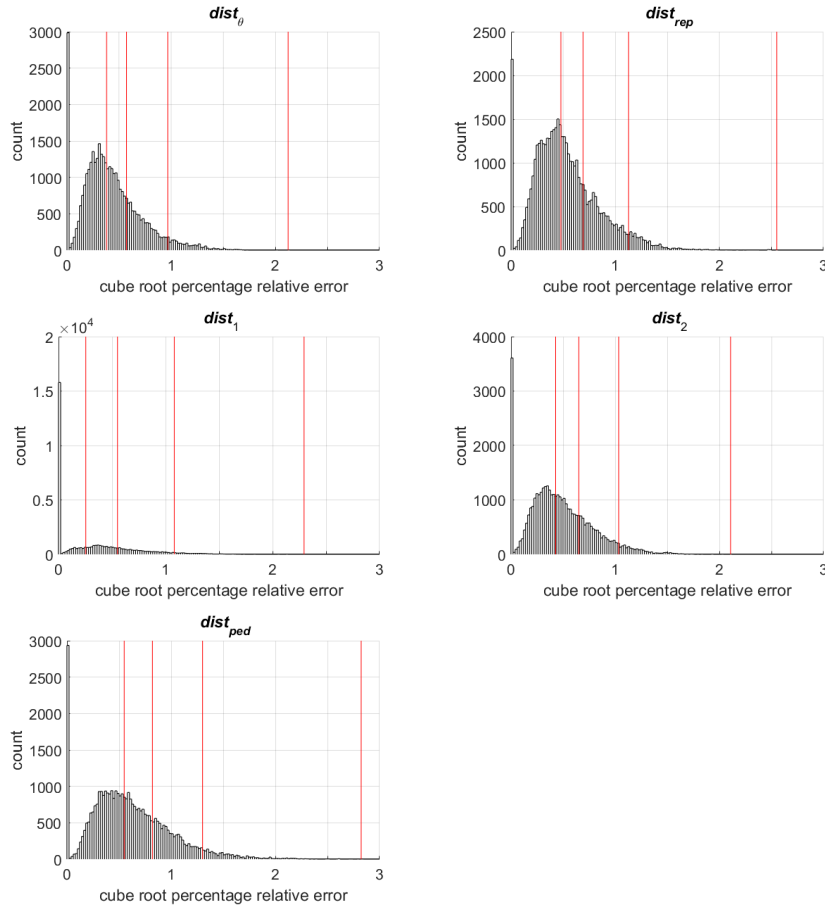 dist_θ
3000
2500
2000
1500
1000
500
0
count
0 1 2 3
cube root percentage relative error
dist_rep
2500
2000
1500
1000
500
0
count
0 1 2 3
cube root percentage relative error
dist_1
×10^4
2
1.5
1
0.5
0
count
0 1 2 3
cube root percentage relative error
dist_2
4000
3000
2000
1000
0
count
0 1 2 3
cube root percentage relative error
dist_ped
3000
2500
2000
1500
1000
500
0
count
0 1 2 3
cube root percentage relative error